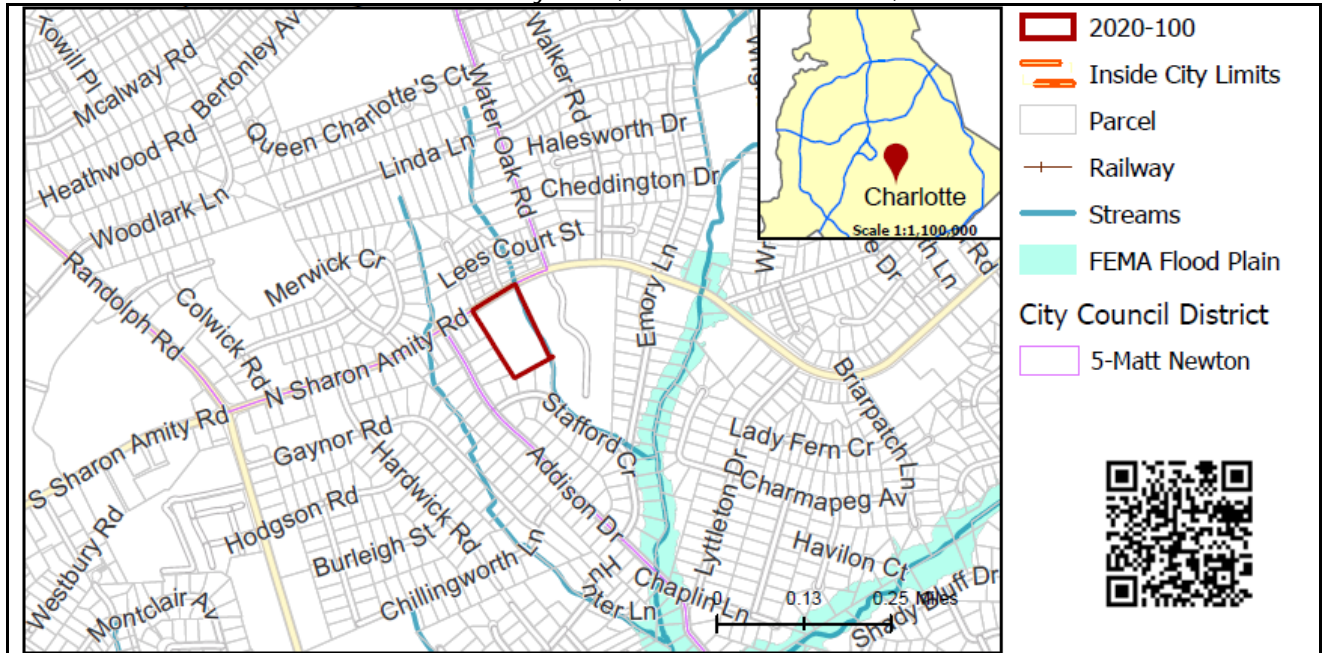 Towill Pl
Mcalway Rd
Bertonley Av
Queen Charlotte'S Ct
Water Oak Rd
Walker Rd
Heathwood Rd
Linda Ln
Halesworth Dr
Cheddington Dr
Woodlark Ln
Lees Court St
Merwick Cr
Randolph Rd
Colwick Rd
N Sharon Amity Rd
Emory Ln
S Sharon Amity Rd
Gaynor Rd
Stafford Cr
Addison Dr
Lady Fern Cr
Briarpatch Ln
Charmapeg Av
Lyttleton Dr
Hardwick Rd
Hodgson Rd
Burleigh St
Havilon Ct
Westbury Rd
Montclair Av
Chillingworth Ln
Hunter Ln
Chaplin Ln
Shady Bluff Dr
0 0.13 0.25 Miles
Charlotte
Scale 1:1,100,000
2020-100
Inside City Limits
Parcel
Railway
Streams
FEMA Flood Plain
City Council District
5-Matt Newton